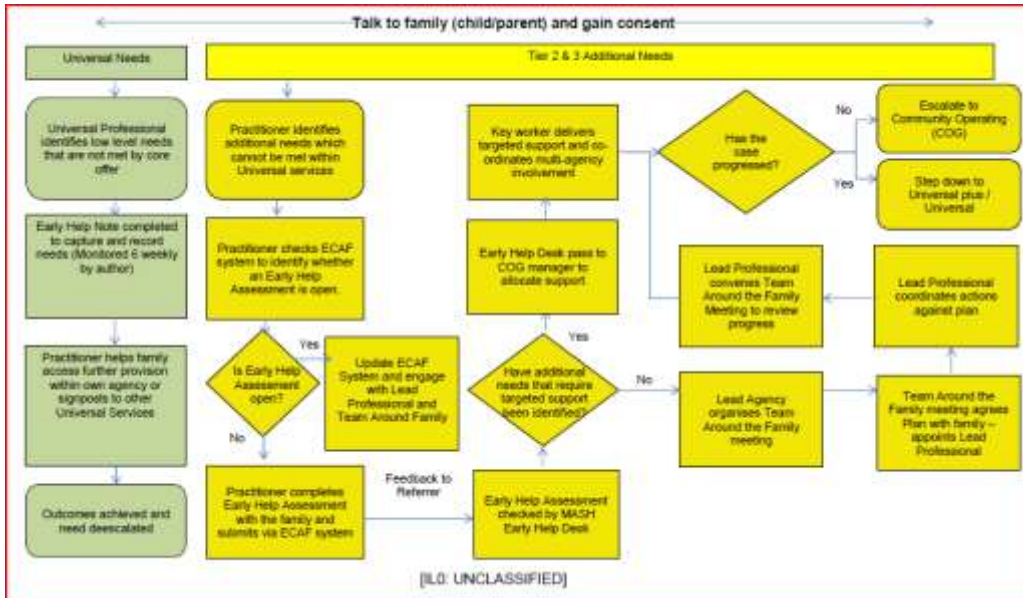 Talk to family (child/parent) and gain consent
Universal Needs
Tier 2 & 3 Additional Needs
Universal Professional
identifies low level needs
that are not met by core
offer
Early Help Note completed
to capture and record
needs (Monitored 6 weekly
by author)
Practitioner helps family
access further provision
within own agency or
signposts to other
Universal Services
Outcomes achieved and
need deescalated
Practitioner identifies
additional needs which
cannot be met within
Universal services
Practitioner checks ECAF
system to identify whether
an Early Help
Assessment is open.
Is Early Help
Assessment
open?
Yes
Update ECAF
System and engage
with Lead
Professional and
Team Around Family
No
Practitioner completes
Early Help Assessment
with the family and
submits via ECAF system
Feedback to
Referrer
Early Help Assessment
checked by MASH
Early Help Desk
Have additional
needs that require
targeted support
been identified?
Yes
Early Help Desk pass to
COG manager to
allocate support
Key worker delivers
targeted support and co-
ordinates multi-agency
involvement
No
Lead Agency
organises Team
Around the Family
meeting
Team Around the
Family meeting agrees
Plan with family –
appoints Lead
Professional
Lead Professional
coordinates actions
against plan
Lead Professional
convenes Team
Around the Family
Meeting to review
progress
Has the
case
progressed?
No
Escalate to
Community Operating
(COG)
Yes
Step down to
Universal plus /
Universal
[IL0: UNCLASSIFIED]